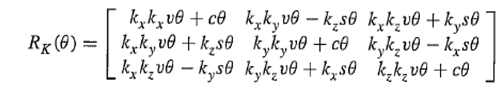 R_K(θ) = [ k_x k_x vθ + cθ  k_x k_y vθ − k_z sθ  k_x k_z vθ + k_y sθ
k_x k_y vθ + k_z sθ  k_y k_y vθ + cθ  k_y k_z vθ − k_x sθ
k_x k_z vθ − k_y sθ  k_y k_z vθ + k_x sθ  k_z k_z vθ + cθ ]